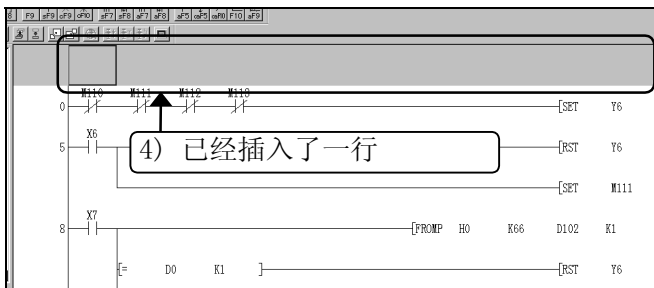 8 F9 sF9 oF9 cF10 sF7 sF8 aF7 aF8 aF5 caF5 caF10 F10 aF9
M110 M111 M112 M113
0 [SET Y6
4) 已经插入了一行
X6
5 [RST Y6
[SET M111
X7
8 [FROMP H0 K66 D102 K1
[= D0 K1 ] [RST Y6